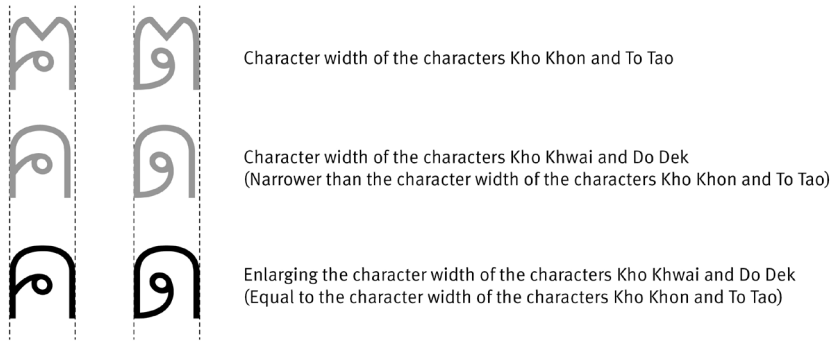 ฅ ต Character width of the characters Kho Khon and To Tao
ค ด Character width of the characters Kho Khwai and Do Dek
(Narrower than the character width of the characters Kho Khon and To Tao)
ค ด Enlarging the character width of the characters Kho Khwai and Do Dek
(Equal to the character width of the characters Kho Khon and To Tao)